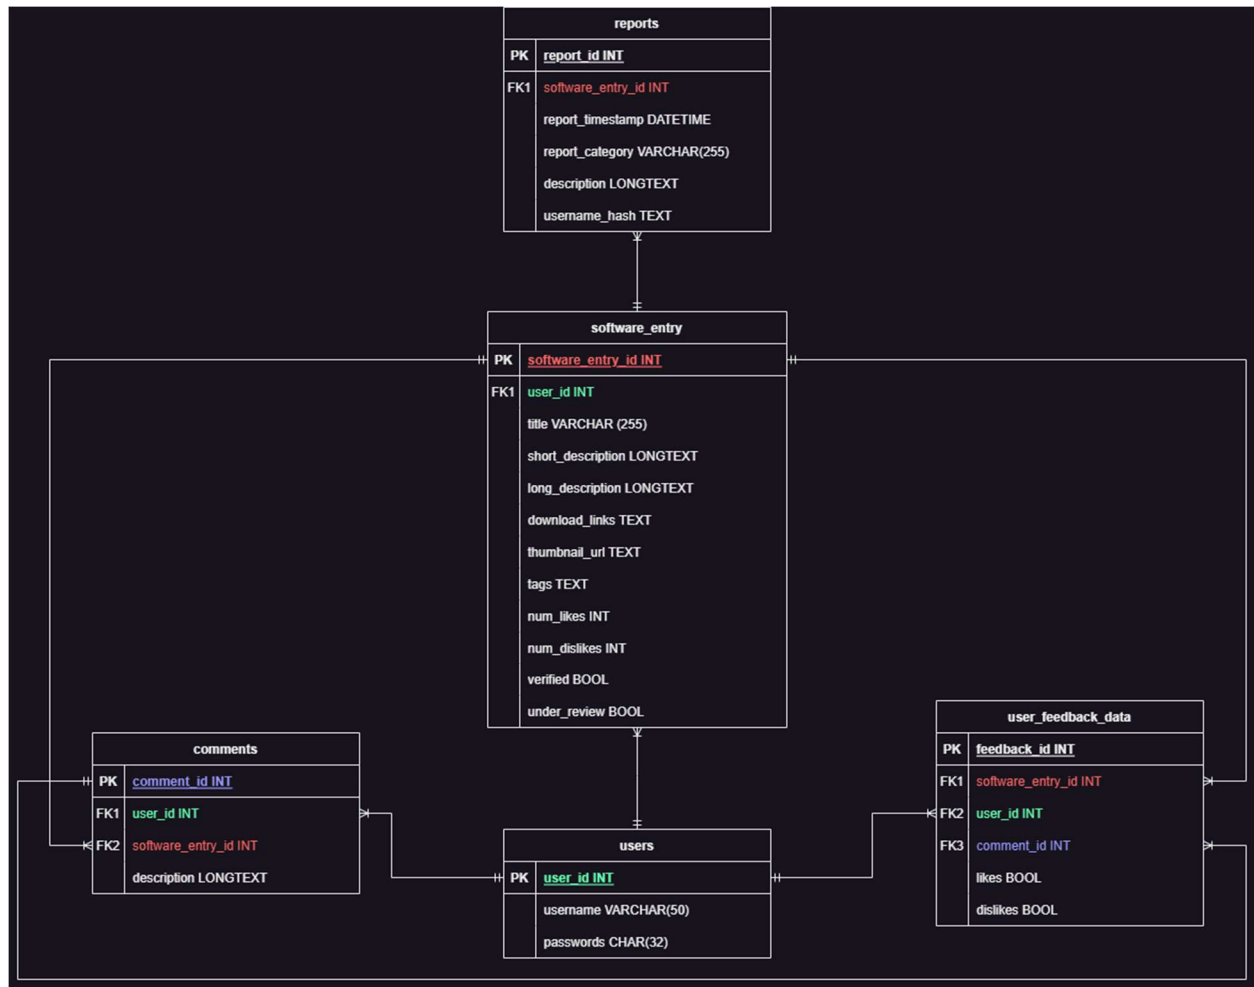 reports
PK report_id INT
FK1 software_entry_id INT
report_timestamp DATETIME
report_category VARCHAR(255)
description LONGTEXT
username_hash TEXT
software_entry
PK software_entry_id INT
FK1 user_id INT
title VARCHAR (255)
short_description LONGTEXT
long_description LONGTEXT
download_links TEXT
thumbnail_url TEXT
tags TEXT
num_likes INT
num_dislikes INT
verified BOOL
under_review BOOL
comments
PK comment_id INT
FK1 user_id INT
FK2 software_entry_id INT
description LONGTEXT
users
PK user_id INT
username VARCHAR(50)
passwords CHAR(32)
user_feedback_data
PK feedback_id INT
FK1 software_entry_id INT
FK2 user_id INT
FK3 comment_id INT
likes BOOL
dislikes BOOL